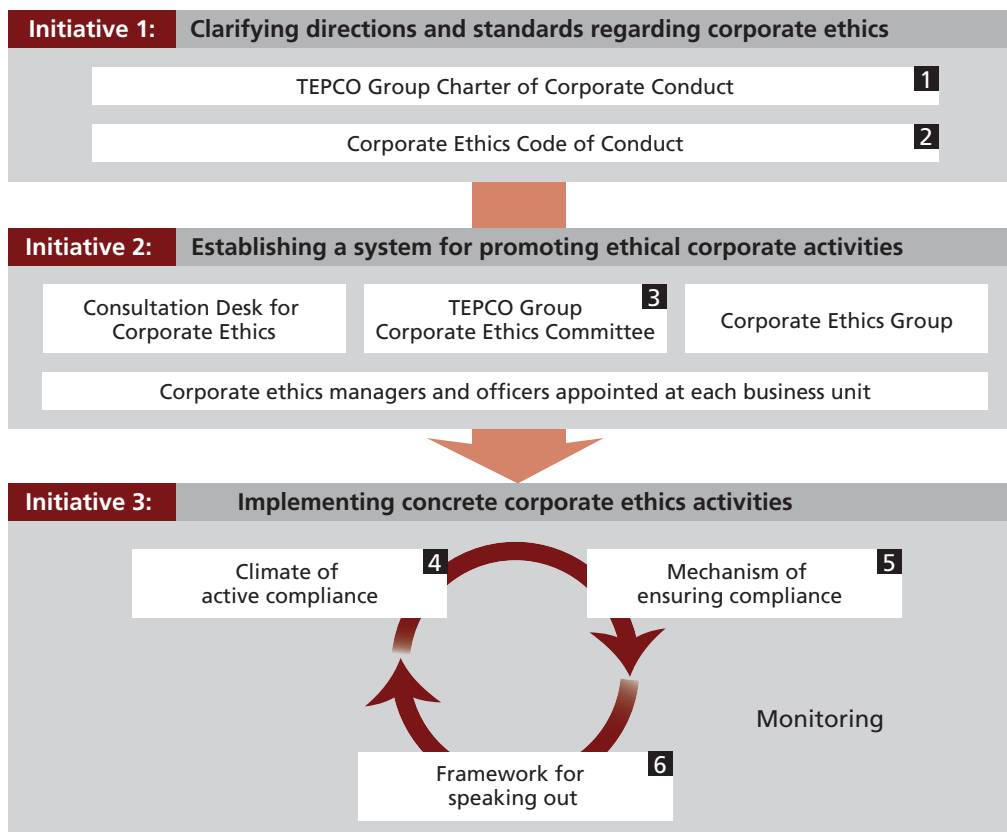 Initiative 1: Clarifying directions and standards regarding corporate ethics
TEPCO Group Charter of Corporate Conduct 1
Corporate Ethics Code of Conduct 2
Initiative 2: Establishing a system for promoting ethical corporate activities
Consultation Desk for
Corporate Ethics
TEPCO Group 3
Corporate Ethics Committee
Corporate Ethics Group
Corporate ethics managers and officers appointed at each business unit
Initiative 3: Implementing concrete corporate ethics activities
Climate of 4
active compliance
Mechanism of 5
ensuring compliance
Monitoring
Framework for 6
speaking out